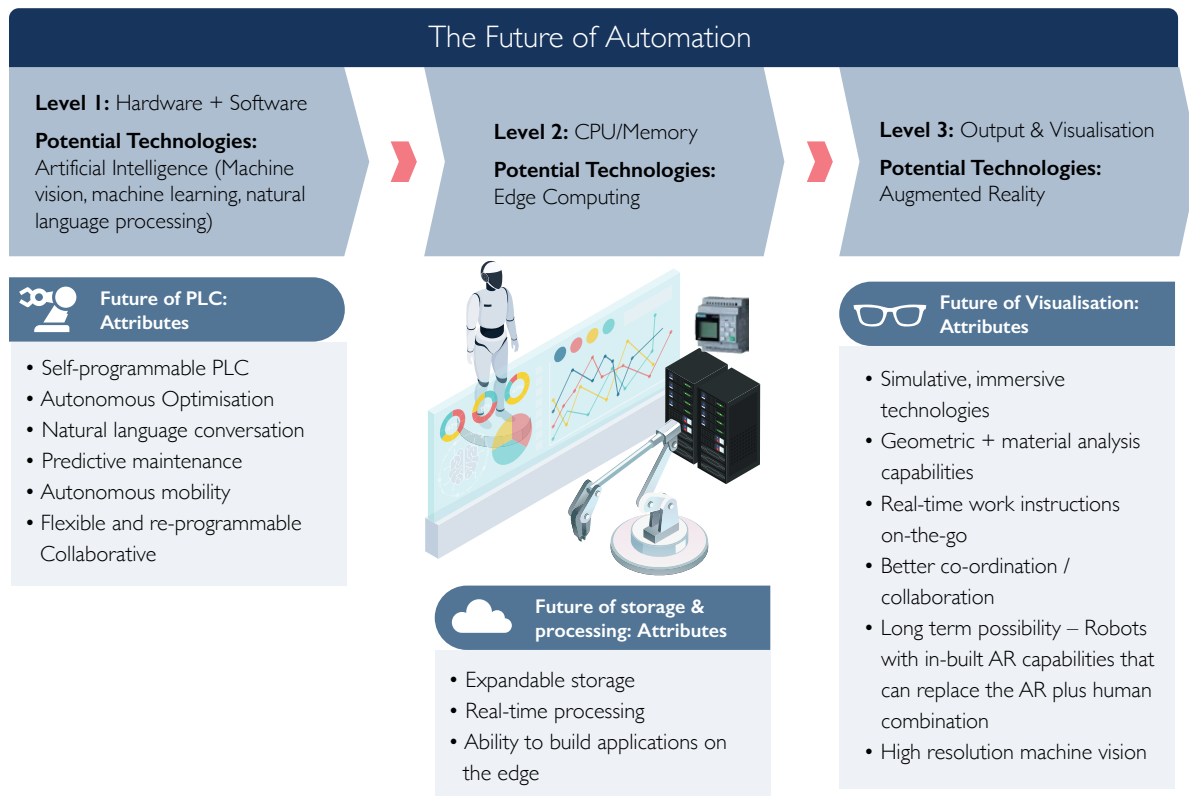 The Future of Automation
Level 1: Hardware + Software
Potential Technologies:
Artificial Intelligence (Machine
vision, machine learning, natural
language processing)
Level 2: CPU/Memory
Potential Technologies:
Edge Computing
Level 3: Output & Visualisation
Potential Technologies:
Augmented Reality
Future of PLC:
Attributes
• Self-programmable PLC
• Autonomous Optimisation
• Natural language conversation
• Predictive maintenance
• Autonomous mobility
• Flexible and re-programmable
Collaborative
Future of storage &
processing: Attributes
• Expandable storage
• Real-time processing
• Ability to build applications on
the edge
Future of Visualisation:
Attributes
• Simulative, immersive
technologies
• Geometric + material analysis
capabilities
• Real-time work instructions
on-the-go
• Better co-ordination /
collaboration
• Long term possibility – Robots
with in-built AR capabilities that
can replace the AR plus human
combination
• High resolution machine vision